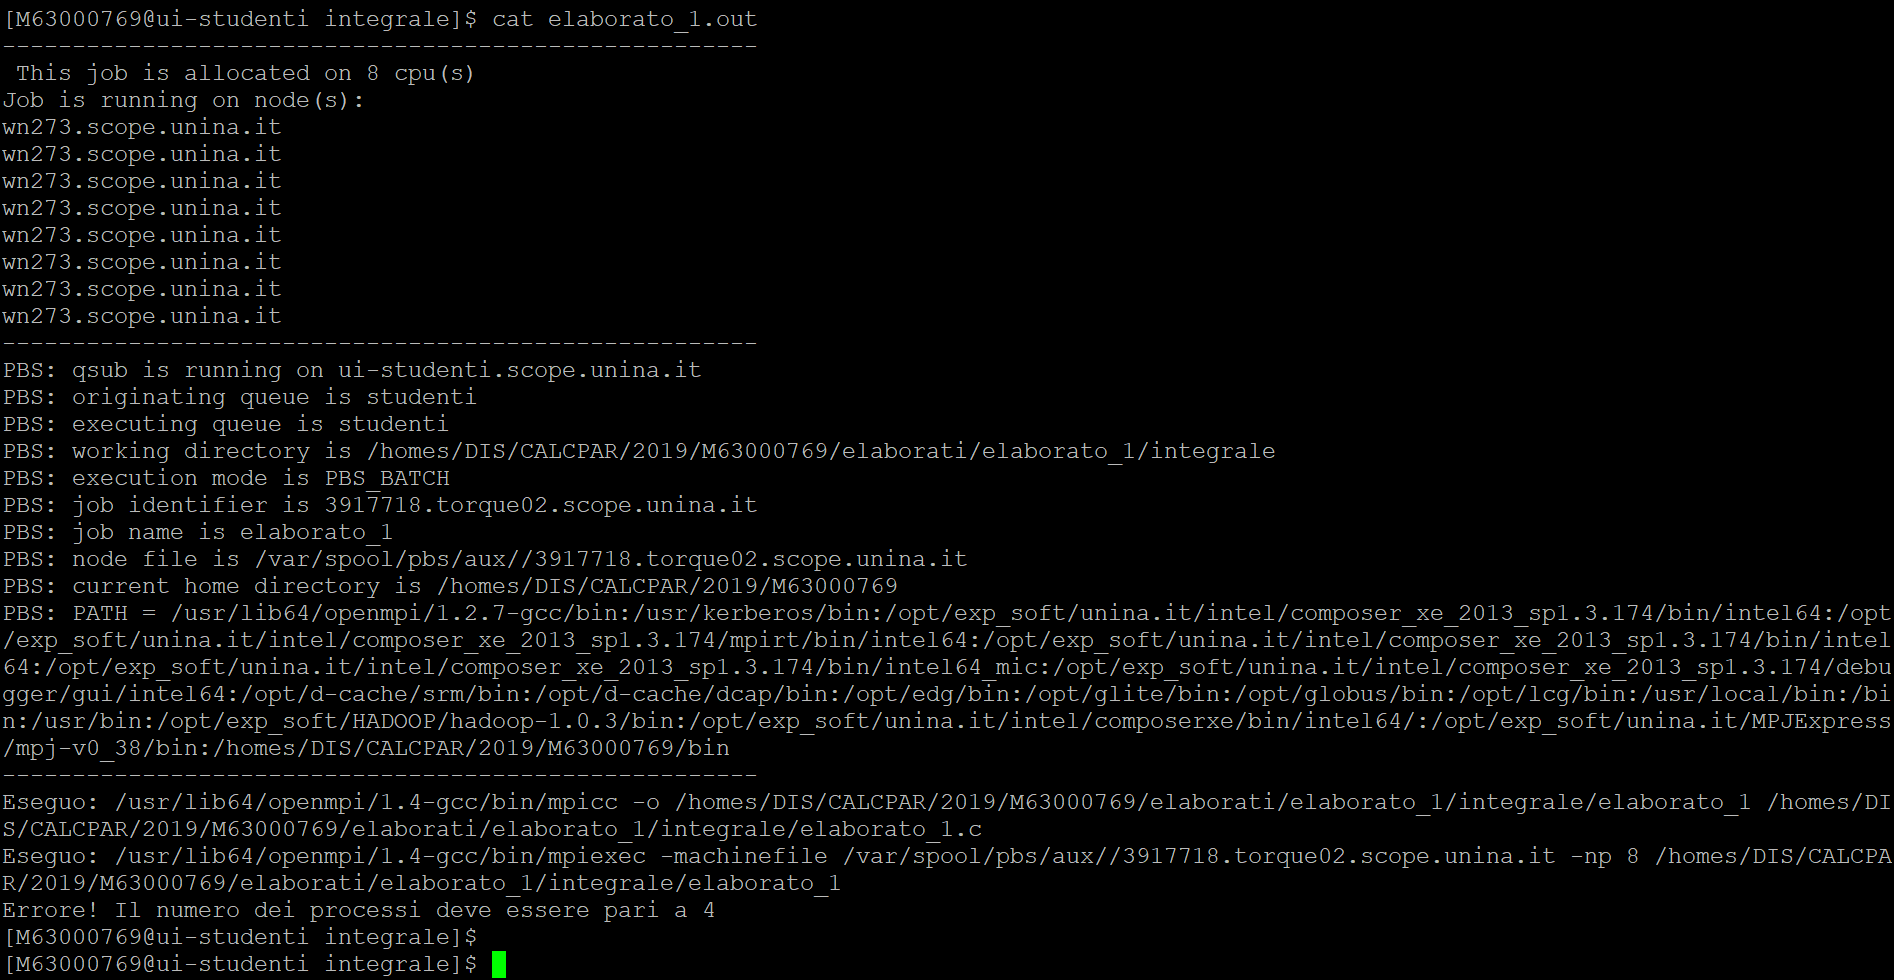 [M63000769@ui-studenti integrale]$ cat elaborato_1.out
------------------------------------------------------
 This job is allocated on 8 cpu(s)
Job is running on node(s):
wn273.scope.unina.it
wn273.scope.unina.it
wn273.scope.unina.it
wn273.scope.unina.it
wn273.scope.unina.it
wn273.scope.unina.it
wn273.scope.unina.it
wn273.scope.unina.it
------------------------------------------------------
PBS: qsub is running on ui-studenti.scope.unina.it
PBS: originating queue is studenti
PBS: executing queue is studenti
PBS: working directory is /homes/DIS/CALCPAR/2019/M63000769/elaborati/elaborato_1/integrale
PBS: execution mode is PBS_BATCH
PBS: job identifier is 3917718.torque02.scope.unina.it
PBS: job name is elaborato_1
PBS: node file is /var/spool/pbs/aux//3917718.torque02.scope.unina.it
PBS: current home directory is /homes/DIS/CALCPAR/2019/M63000769
PBS: PATH = /usr/lib64/openmpi/1.2.7-gcc/bin:/usr/kerberos/bin:/opt/exp_soft/unina.it/intel/composer_xe_2013_sp1.3.174/bin/intel64:/opt
/exp_soft/unina.it/intel/composer_xe_2013_sp1.3.174/mpirt/bin/intel64:/opt/exp_soft/unina.it/intel/composer_xe_2013_sp1.3.174/bin/intel
64:/opt/exp_soft/unina.it/intel/composer_xe_2013_sp1.3.174/bin/intel64_mic:/opt/exp_soft/unina.it/intel/composer_xe_2013_sp1.3.174/debu
gger/gui/intel64:/opt/d-cache/srm/bin:/opt/d-cache/dcap/bin:/opt/edg/bin:/opt/glite/bin:/opt/globus/bin:/opt/lcg/bin:/usr/local/bin:/bi
n:/usr/bin:/opt/exp_soft/HADOOP/hadoop-1.0.3/bin:/opt/exp_soft/unina.it/intel/composerxe/bin/intel64/:/opt/exp_soft/unina.it/MPJExpress
/mpj-v0_38/bin:/homes/DIS/CALCPAR/2019/M63000769/bin
------------------------------------------------------
Eseguo: /usr/lib64/openmpi/1.4-gcc/bin/mpicc -o /homes/DIS/CALCPAR/2019/M63000769/elaborati/elaborato_1/integrale/elaborato_1 /homes/DI
S/CALCPAR/2019/M63000769/elaborati/elaborato_1/integrale/elaborato_1.c
Eseguo: /usr/lib64/openmpi/1.4-gcc/bin/mpiexec -machinefile /var/spool/pbs/aux//3917718.torque02.scope.unina.it -np 8 /homes/DIS/CALCPA
R/2019/M63000769/elaborati/elaborato_1/integrale/elaborato_1
Errore! Il numero dei processi deve essere pari a 4
[M63000769@ui-studenti integrale]$
[M63000769@ui-studenti integrale]$